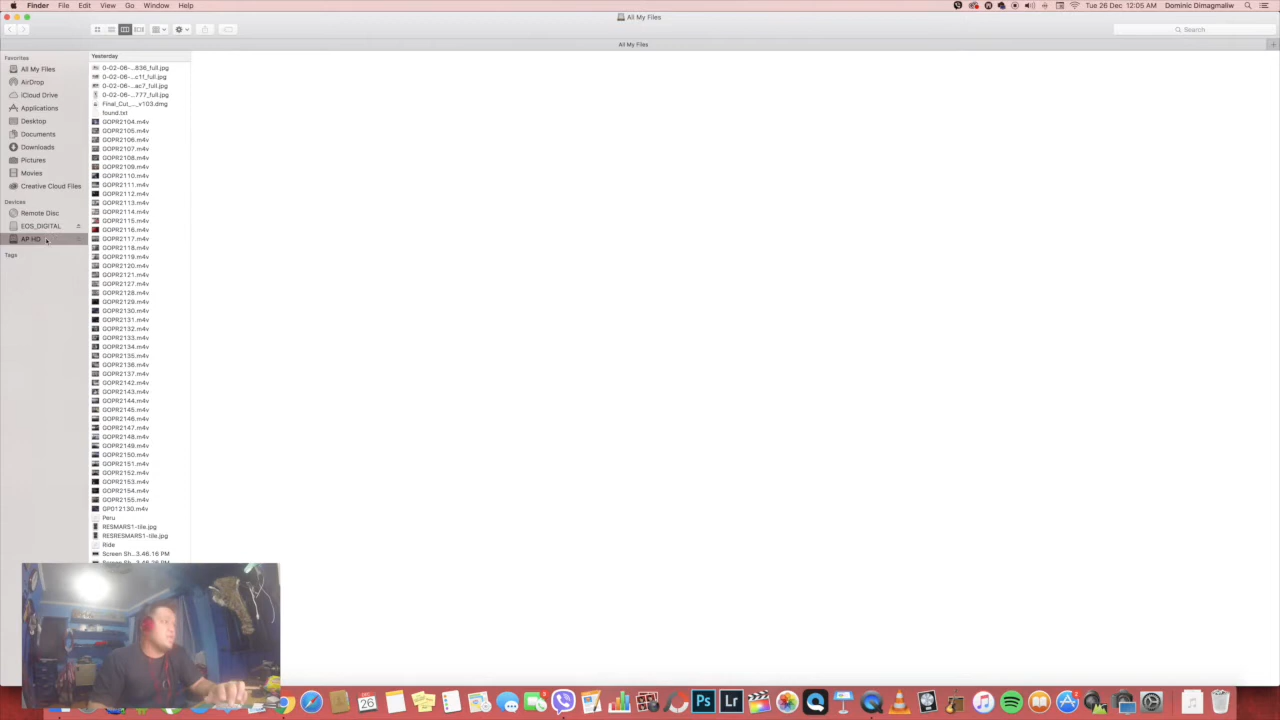 Finder File Edit View Go Window Help
Tue 26 Dec 12:05 AM Dominic Dimagmaliw
All My Files
Search
All My Files
Favorites
All My Files
AirDrop
iCloud Drive
Applications
Desktop
Documents
Downloads
Pictures
Movies
Creative Cloud Files
Devices
Remote Disc
EOS_DIGITAL
AP HD
Tags
Yesterday
0-02-06-...836_full.jpg
0-02-06-...c1f_full.jpg
0-02-06-...ac7_full.jpg
0-02-06-...777_full.jpg
Final_Cut_..._v103.dmg
found.txt
GOPR2104.m4v
GOPR2105.m4v
GOPR2106.m4v
GOPR2107.m4v
GOPR2108.m4v
GOPR2109.m4v
GOPR2110.m4v
GOPR2111.m4v
GOPR2112.m4v
GOPR2113.m4v
GOPR2114.m4v
GOPR2115.m4v
GOPR2116.m4v
GOPR2117.m4v
GOPR2118.m4v
GOPR2119.m4v
GOPR2120.m4v
GOPR2121.m4v
GOPR2127.m4v
GOPR2128.m4v
GOPR2129.m4v
GOPR2130.m4v
GOPR2131.m4v
GOPR2132.m4v
GOPR2133.m4v
GOPR2134.m4v
GOPR2135.m4v
GOPR2136.m4v
GOPR2137.m4v
GOPR2142.m4v
GOPR2143.m4v
GOPR2144.m4v
GOPR2145.m4v
GOPR2146.m4v
GOPR2147.m4v
GOPR2148.m4v
GOPR2149.m4v
GOPR2150.m4v
GOPR2151.m4v
GOPR2152.m4v
GOPR2153.m4v
GOPR2154.m4v
GOPR2155.m4v
GP012130.m4v
Peru
RESMARS1-tile.jpg
RESRESMARS1-tile.jpg
Ride
Screen Sh...3.46.16 PM
26
Ps
Lr